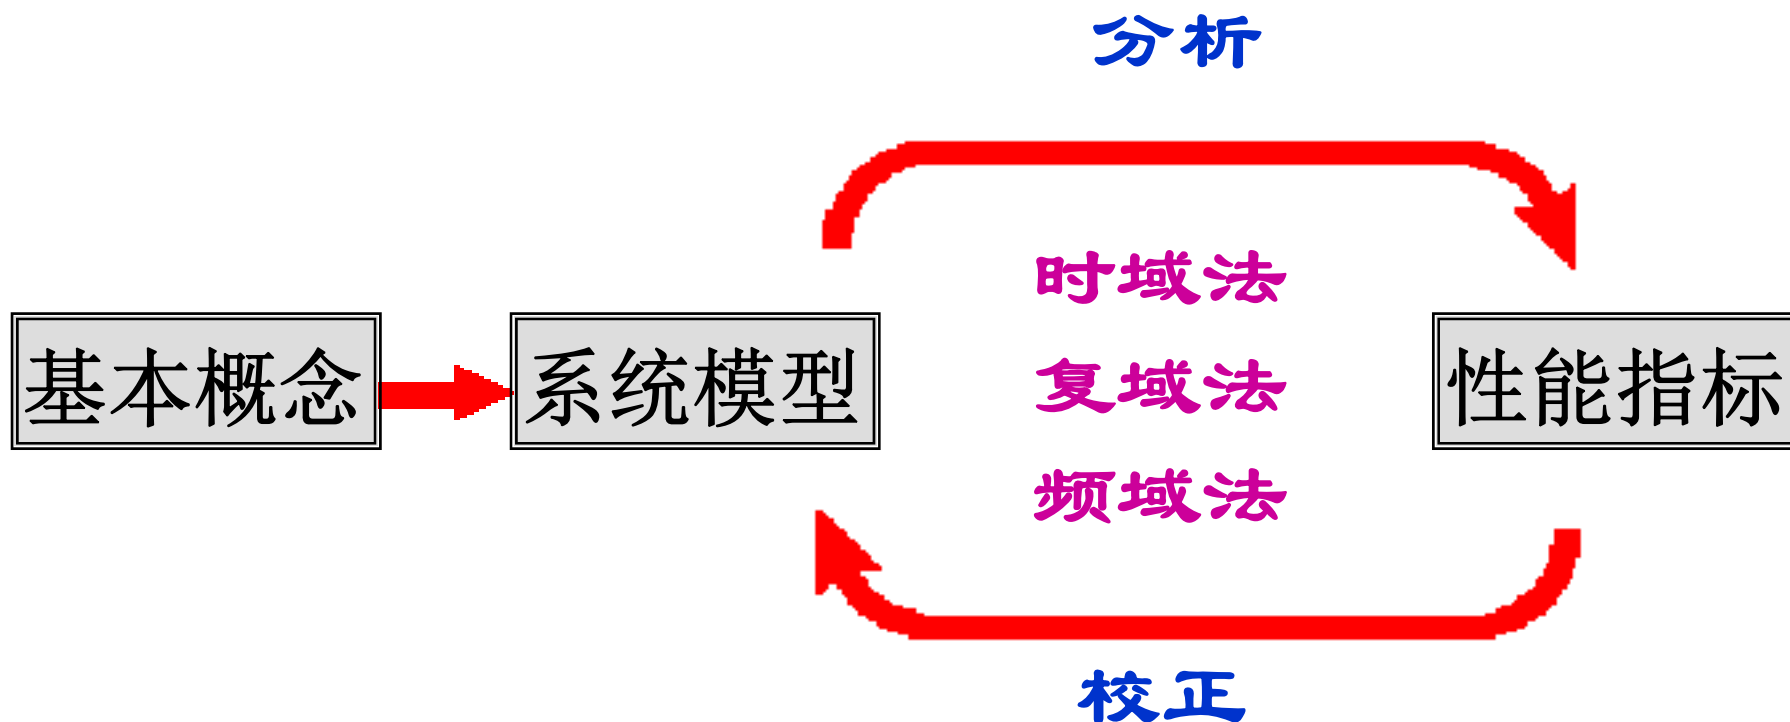 分析
时域法
基本概念
系统模型
复域法
性能指标
频域法
校正